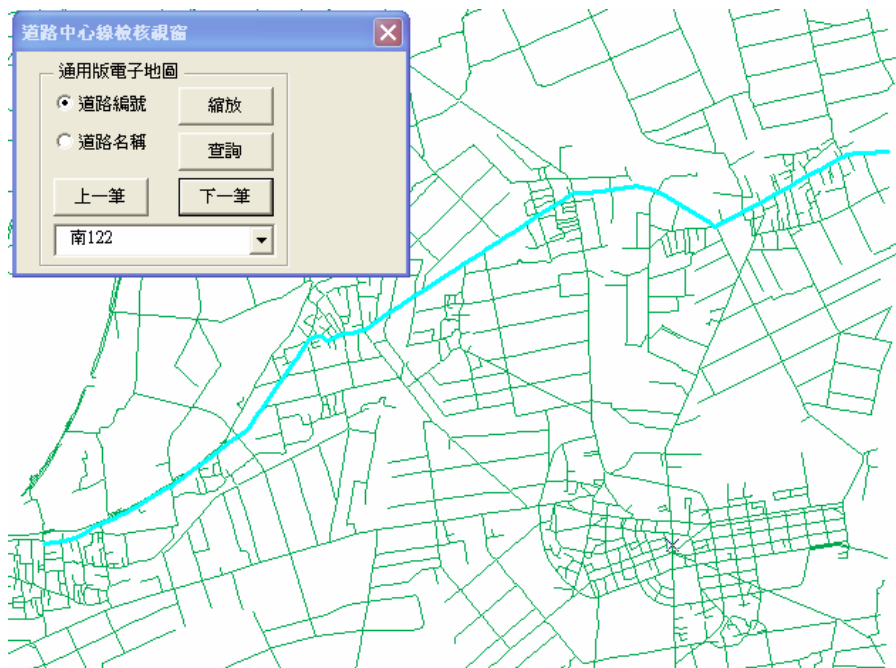 道路中心線檢核視窗
通用版電子地圖
道路編號
縮放
道路名稱
查詢
上一筆
下一筆
南122